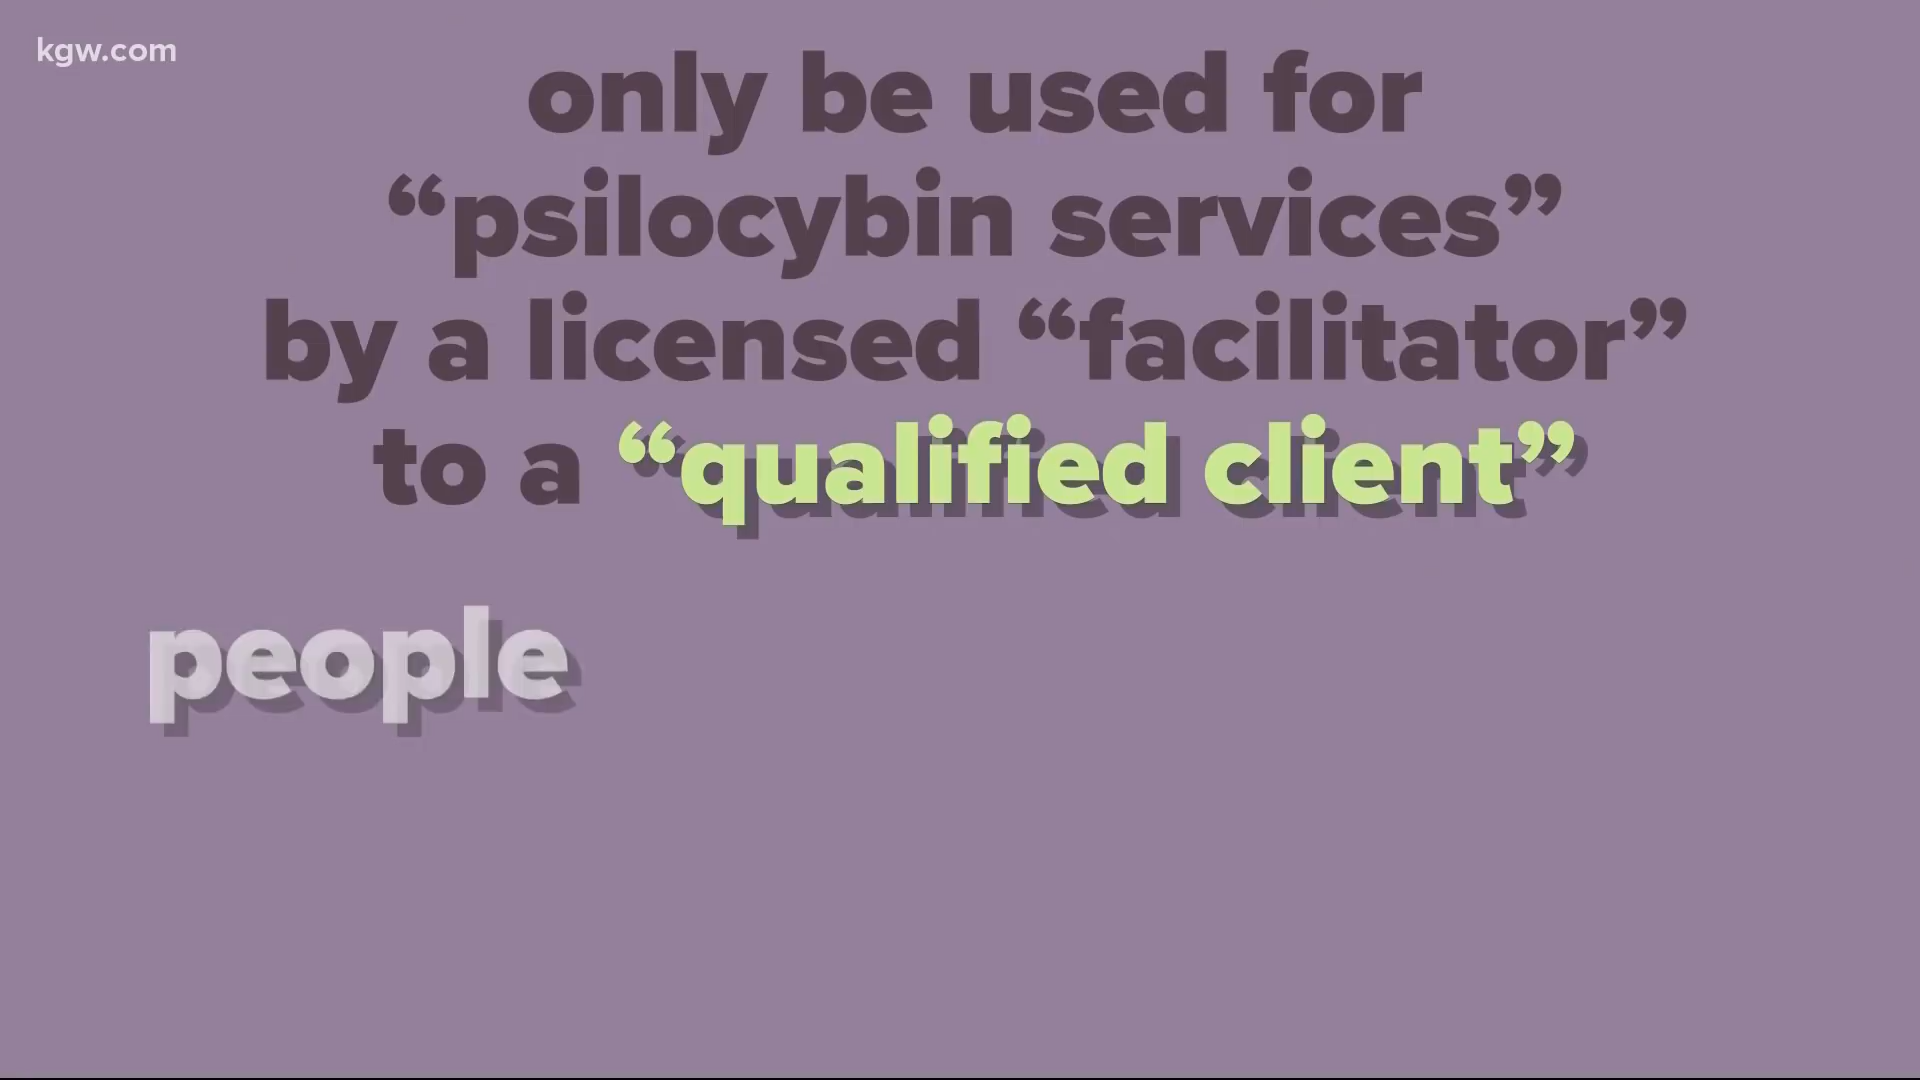 kgw.com
only be used for
“psilocybin services”
by a licensed “facilitator”
to a “qualified client”
people